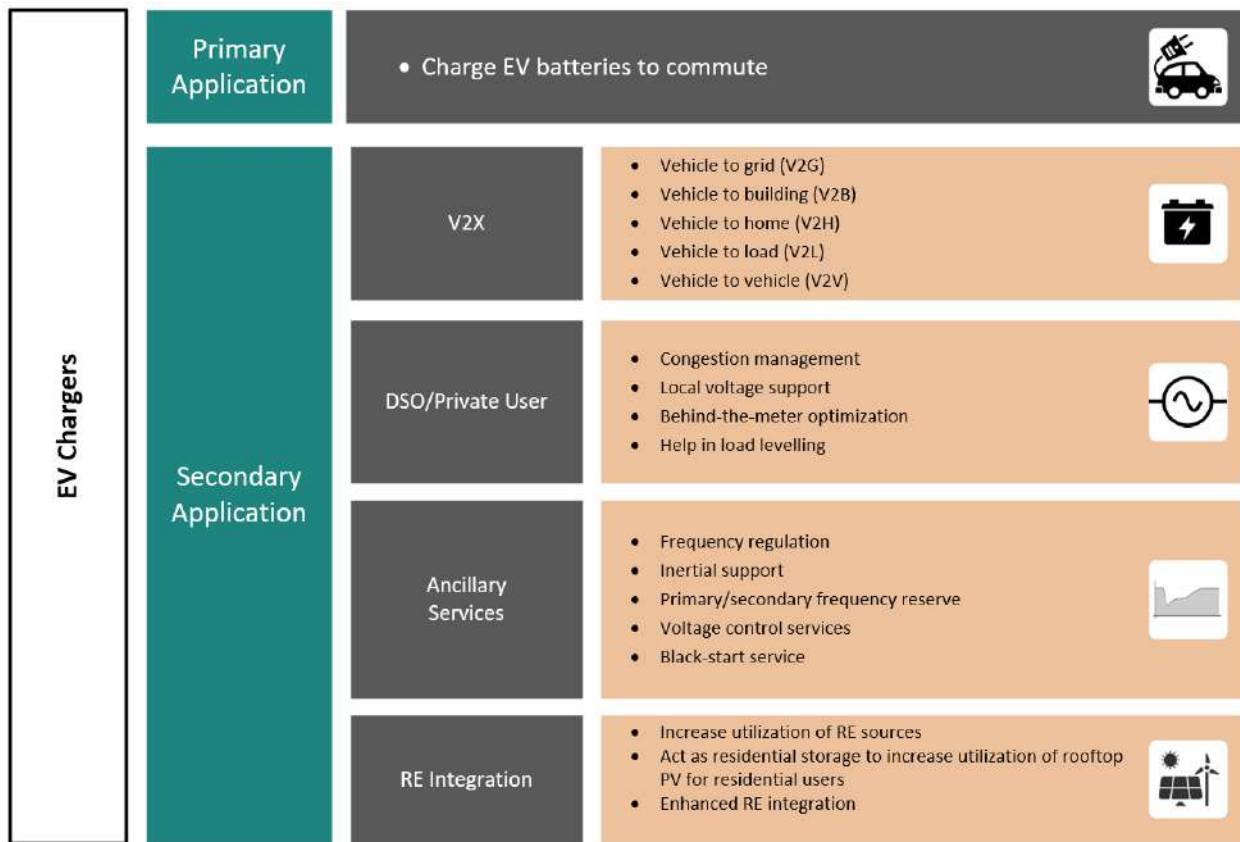 EV Chargers
Primary
Application
• Charge EV batteries to commute
Secondary
Application
V2X
• Vehicle to grid (V2G)
• Vehicle to building (V2B)
• Vehicle to home (V2H)
• Vehicle to load (V2L)
• Vehicle to vehicle (V2V)
DSO/Private User
• Congestion management
• Local voltage support
• Behind-the-meter optimization
• Help in load levelling
Ancillary
Services
• Frequency regulation
• Inertial support
• Primary/secondary frequency reserve
• Voltage control services
• Black-start service
RE Integration
• Increase utilization of RE sources
• Act as residential storage to increase utilization of rooftop
PV for residential users
• Enhanced RE integration